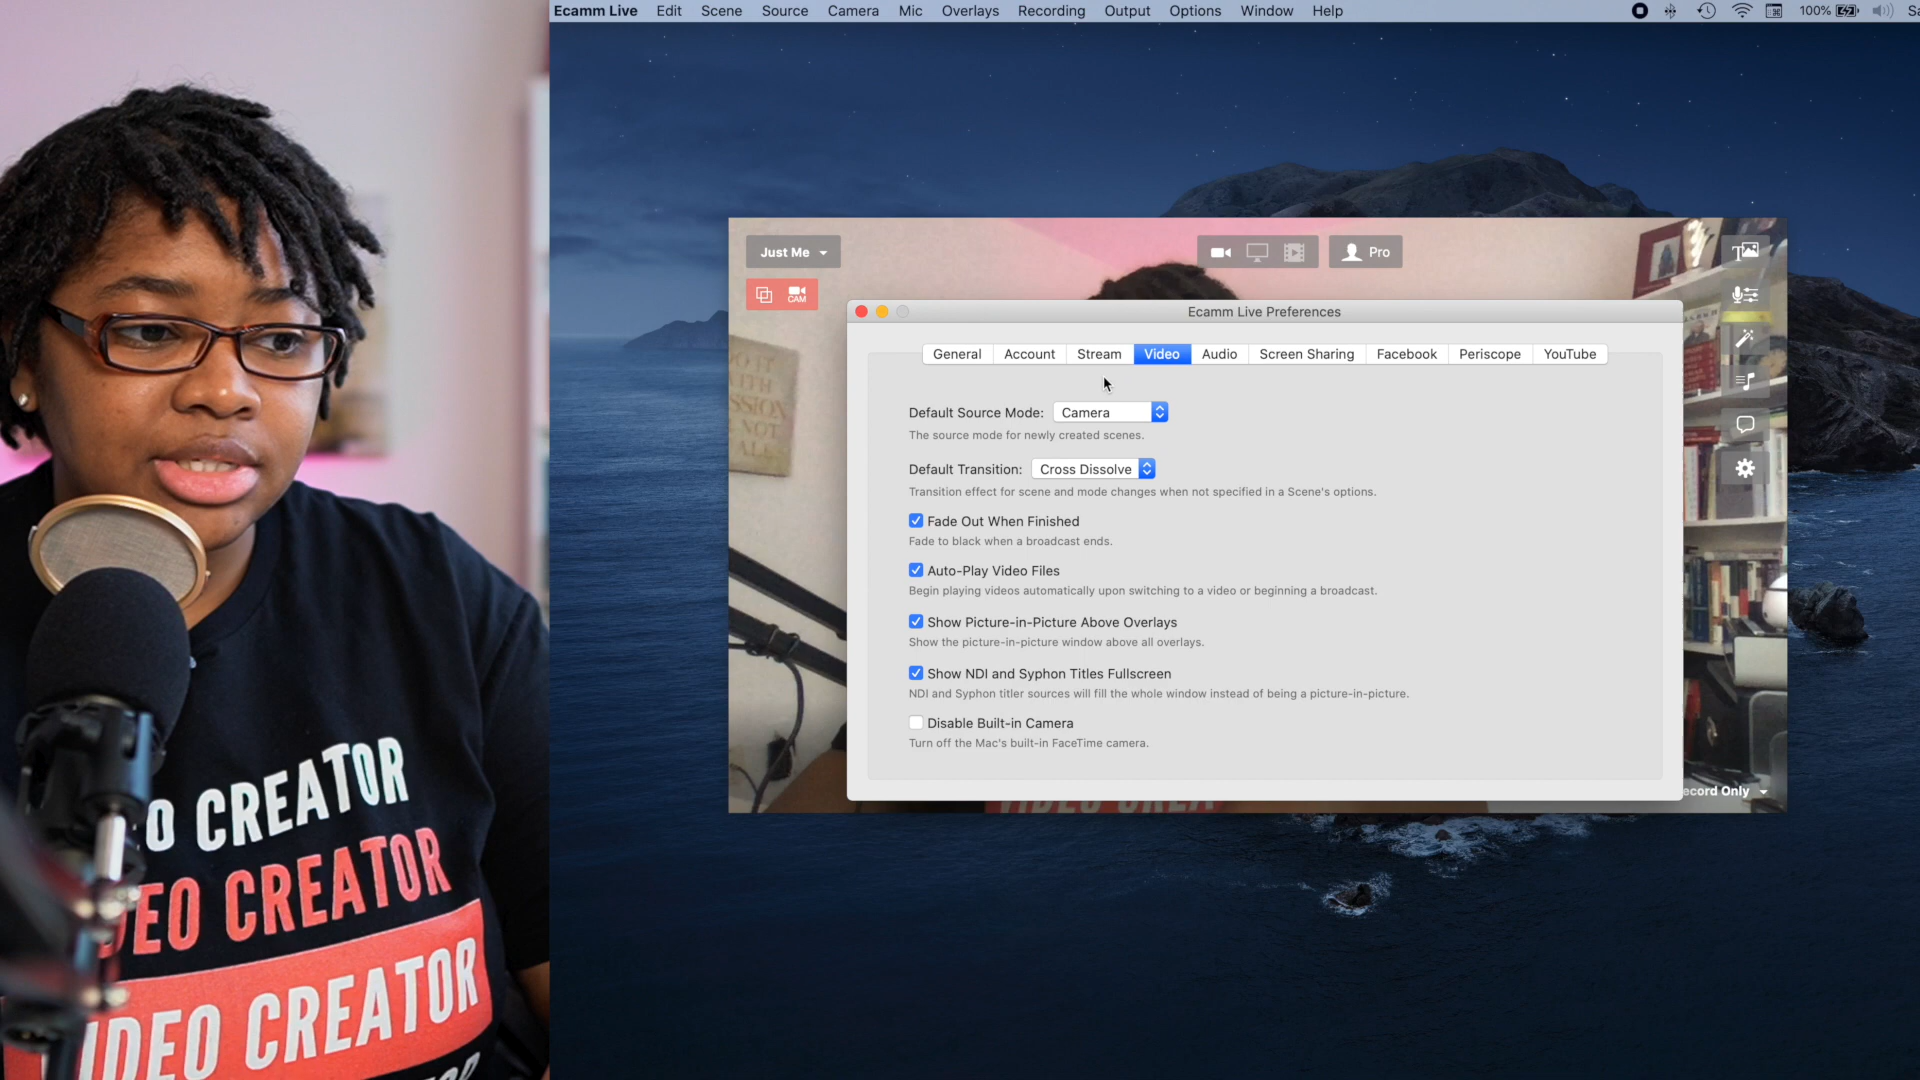 Ecamm Live Edit Scene Source Camera Mic Overlays Recording Output Options Window Help 100%
Just Me
Pro
CAM
Ecamm Live Preferences
General Account Stream Video Audio Screen Sharing Facebook Periscope YouTube
Default Source Mode: Camera
The source mode for newly created scenes.
Default Transition: Cross Dissolve
Transition effect for scene and mode changes when not specified in a Scene's options.
Fade Out When Finished
Fade to black when a broadcast ends.
Auto-Play Video Files
Begin playing videos automatically upon switching to a video or beginning a broadcast.
Show Picture-in-Picture Above Overlays
Show the picture-in-picture window above all overlays.
Show NDI and Syphon Titles Fullscreen
NDI and Syphon titler sources will fill the whole window instead of being a picture-in-picture.
Disable Built-in Camera
Turn off the Mac's built-in FaceTime camera.
ecord Only
O CREATOR
EO CREATOR
IDEO CREATOR